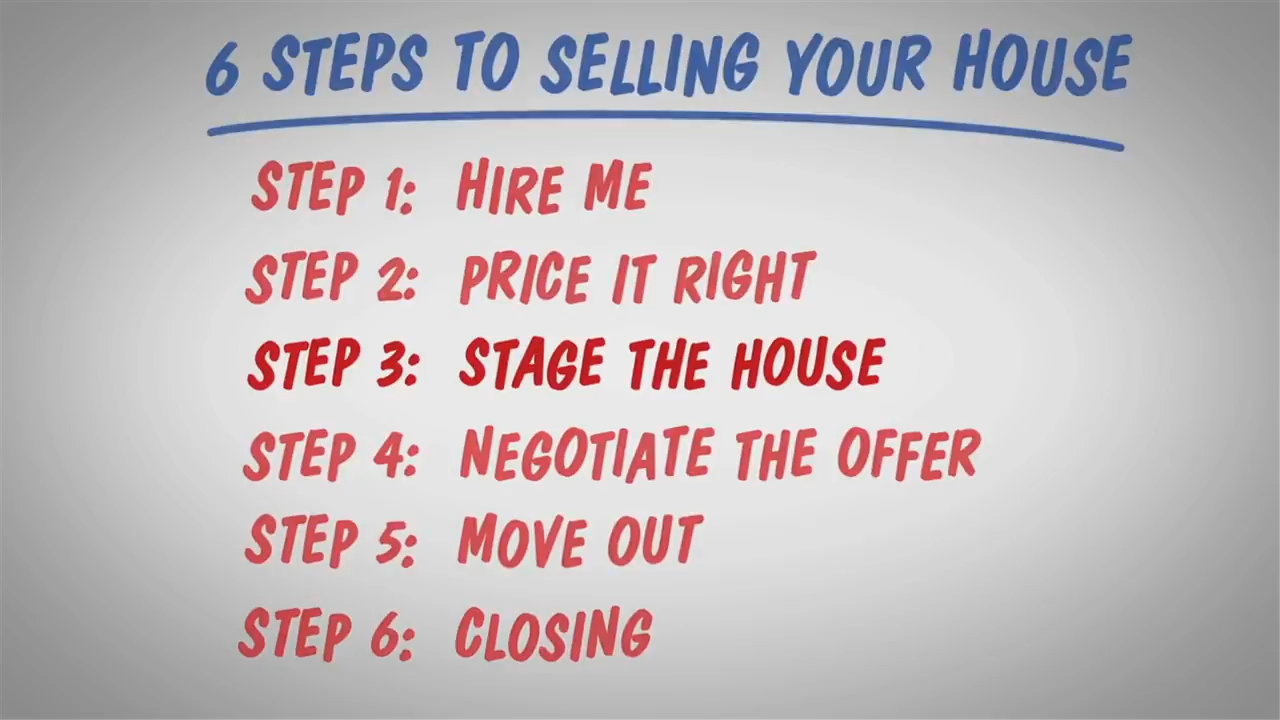 6 STEPS TO SELLING YOUR HOUSE
STEP 1: HIRE ME
STEP 2: PRICE IT RIGHT
STEP 3: STAGE THE HOUSE
STEP 4: NEGOTIATE THE OFFER
STEP 5: MOVE OUT
STEP 6: CLOSING